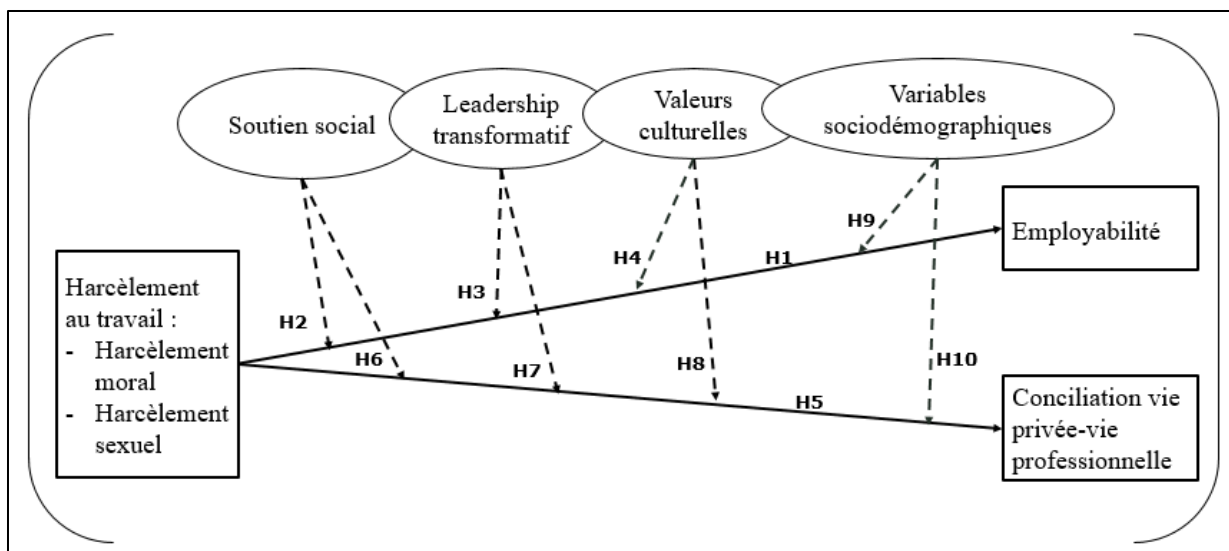 Soutien social
Leadership
transformatif
Valeurs
culturelles
Variables
sociodémographiques
Harcèlement
au travail :
- Harcèlement
moral
- Harcèlement
sexuel
H2
H3
H4
H1
H9
H6
H7
H8
H5
H10
Employabilité
Conciliation vie
privée-vie
professionnelle